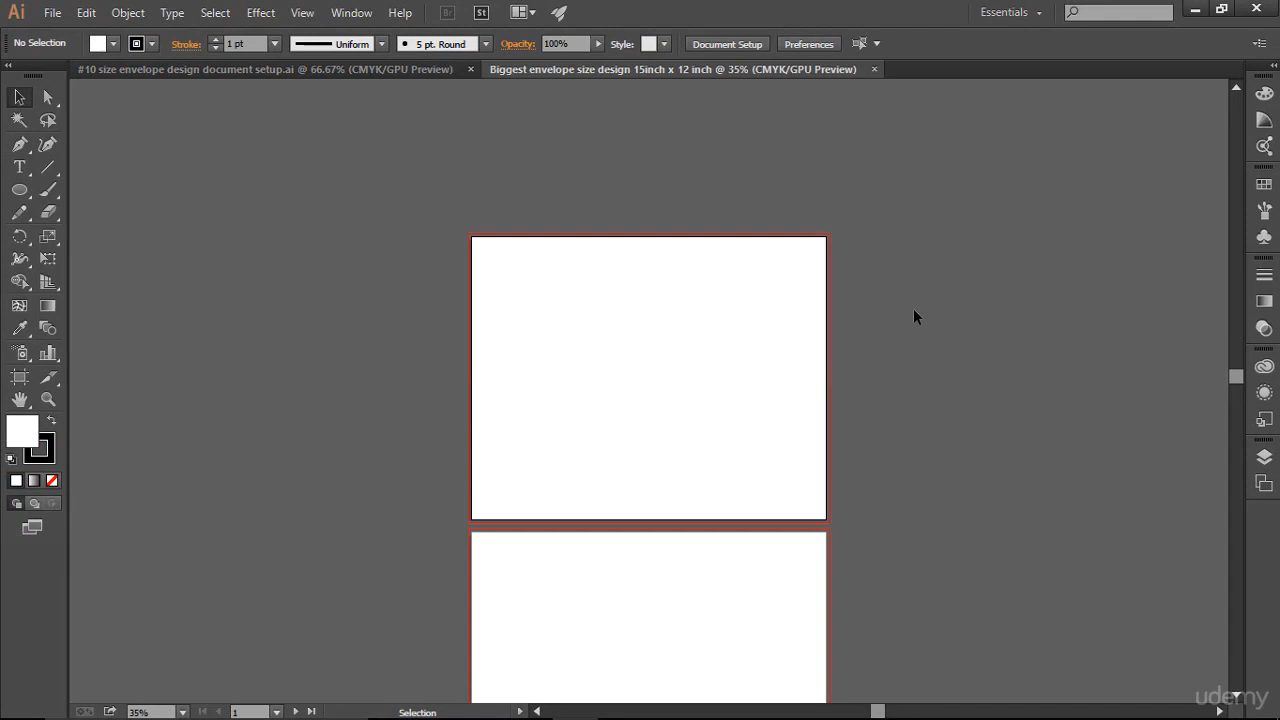 Ai File Edit Object Type Select Effect View Window Help Br St Essentials
No Selection Stroke: 1 pt Uniform 5 pt. Round Opacity: 100% Style: Document Setup Preferences
#10 size envelope design document setup.ai @ 66.67% (CMYK/GPU Preview) × Biggest envelope size design 15inch x 12 inch @ 35% (CMYK/GPU Preview) ×
T
udemy
35% 1 Selection